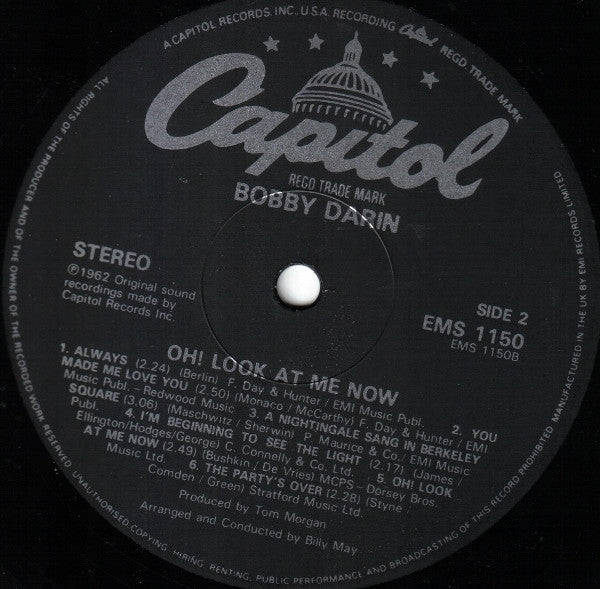 A CAPITOL RECORDS INC. U.S.A. RECORDING Capitol REGD TRADE MARK
Capitol
REGD TRADE MARK
BOBBY DARIN
STEREO
℗1962 Original sound
recordings made by
Capitol Records Inc.
SIDE 2
EMS 1150
EMS 1150B
OH! LOOK AT ME NOW
1. ALWAYS (2.24) (Berlin) F. Day & Hunter / EMI Music Publ. 2. YOU
MADE ME LOVE YOU (2.50) (Monaco / McCarthy) F. Day & Hunter / EMI
Music Publ. – Redwood Music 3. A NIGHTINGALE SANG IN BERKELEY
SQUARE (3.06) (Maschwitz / Sherwin) P. Maurice & Co./ EMI Music
Publ. 4. I'M BEGINNING TO SEE THE LIGHT (2.17) (James /
Ellington/Hodges/George) C. Connelly & Co. Ltd. 5. OH! LOOK
AT ME NOW (2.49) (Bushkin / De Vries) MCPS – Dorsey Bros.
Music Ltd. 6. THE PARTY'S OVER (2.28) (Styne /
Comden / Green) Stratford Music Ltd.
Produced by Tom Morgan
Arranged and Conducted by Billy May
ALL RIGHTS OF THE PRODUCER AND OF THE OWNER OF THE RECORDED WORK RESERVED. UNAUTHORISED COPYING, HIRING, RENTING, PUBLIC PERFORMANCE AND BROADCASTING OF THIS RECORD PROHIBITED. MANUFACTURED IN THE UK BY EMI RECORDS LIMITED